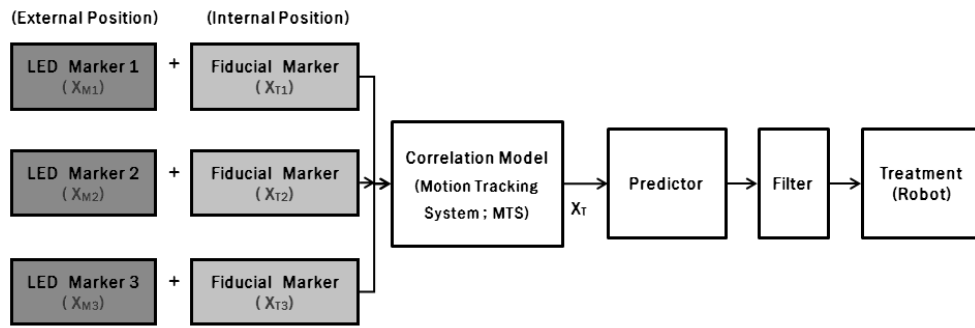 (External Position) (Internal Position)
LED Marker 1 + Fiducial Marker
( XM1) ( XT1)
LED Marker 2 + Fiducial Marker
( XM2) ( XT2)
LED Marker 3 + Fiducial Marker
( XM3) ( XT3)
Correlation Model
(Motion Tracking
System ; MTS)
XT
Predictor
Filter
Treatment
(Robot)